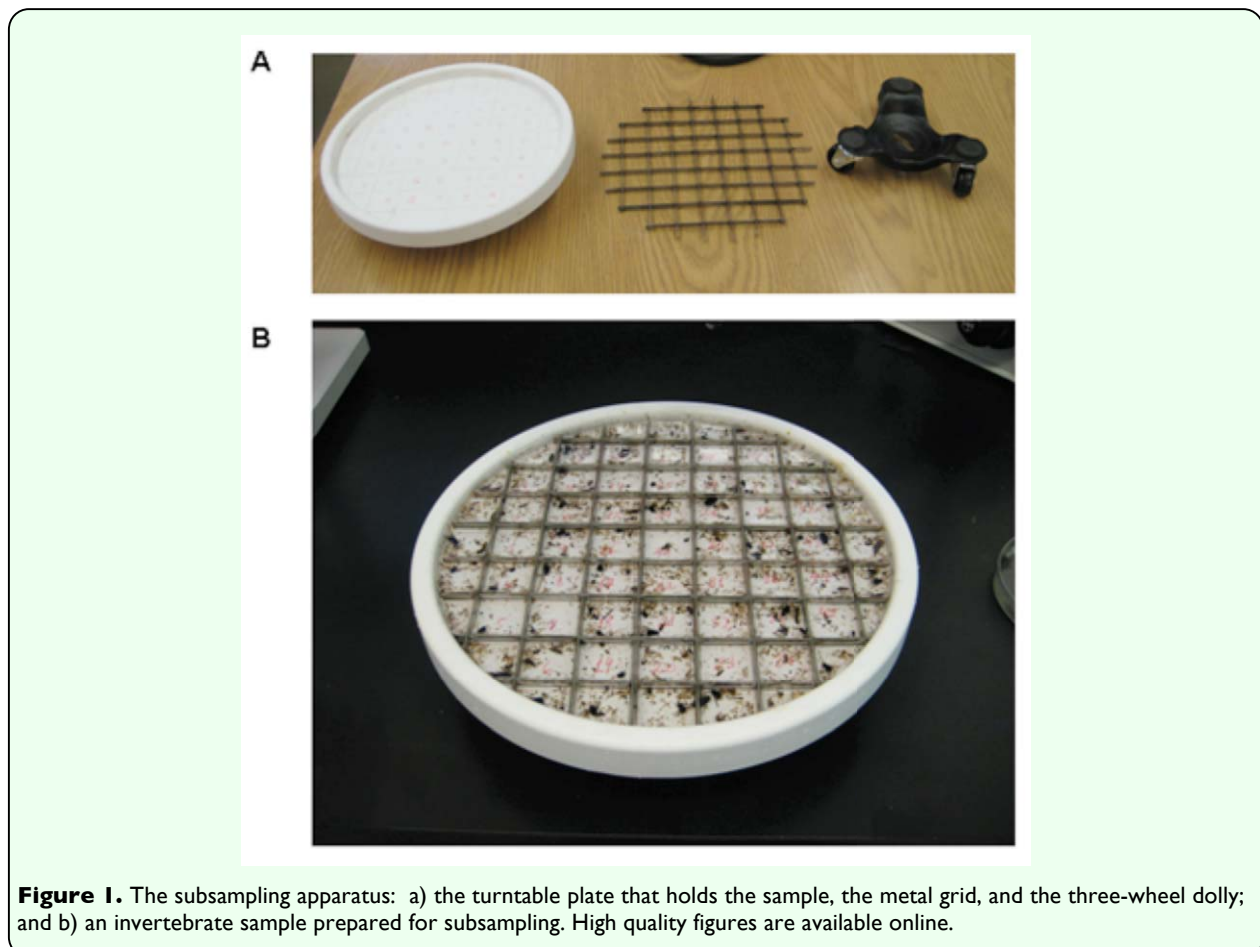 A
B
Figure 1. The subsampling apparatus: a) the turntable plate that holds the sample, the metal grid, and the three-wheel dolly;
and b) an invertebrate sample prepared for subsampling. High quality figures are available online.